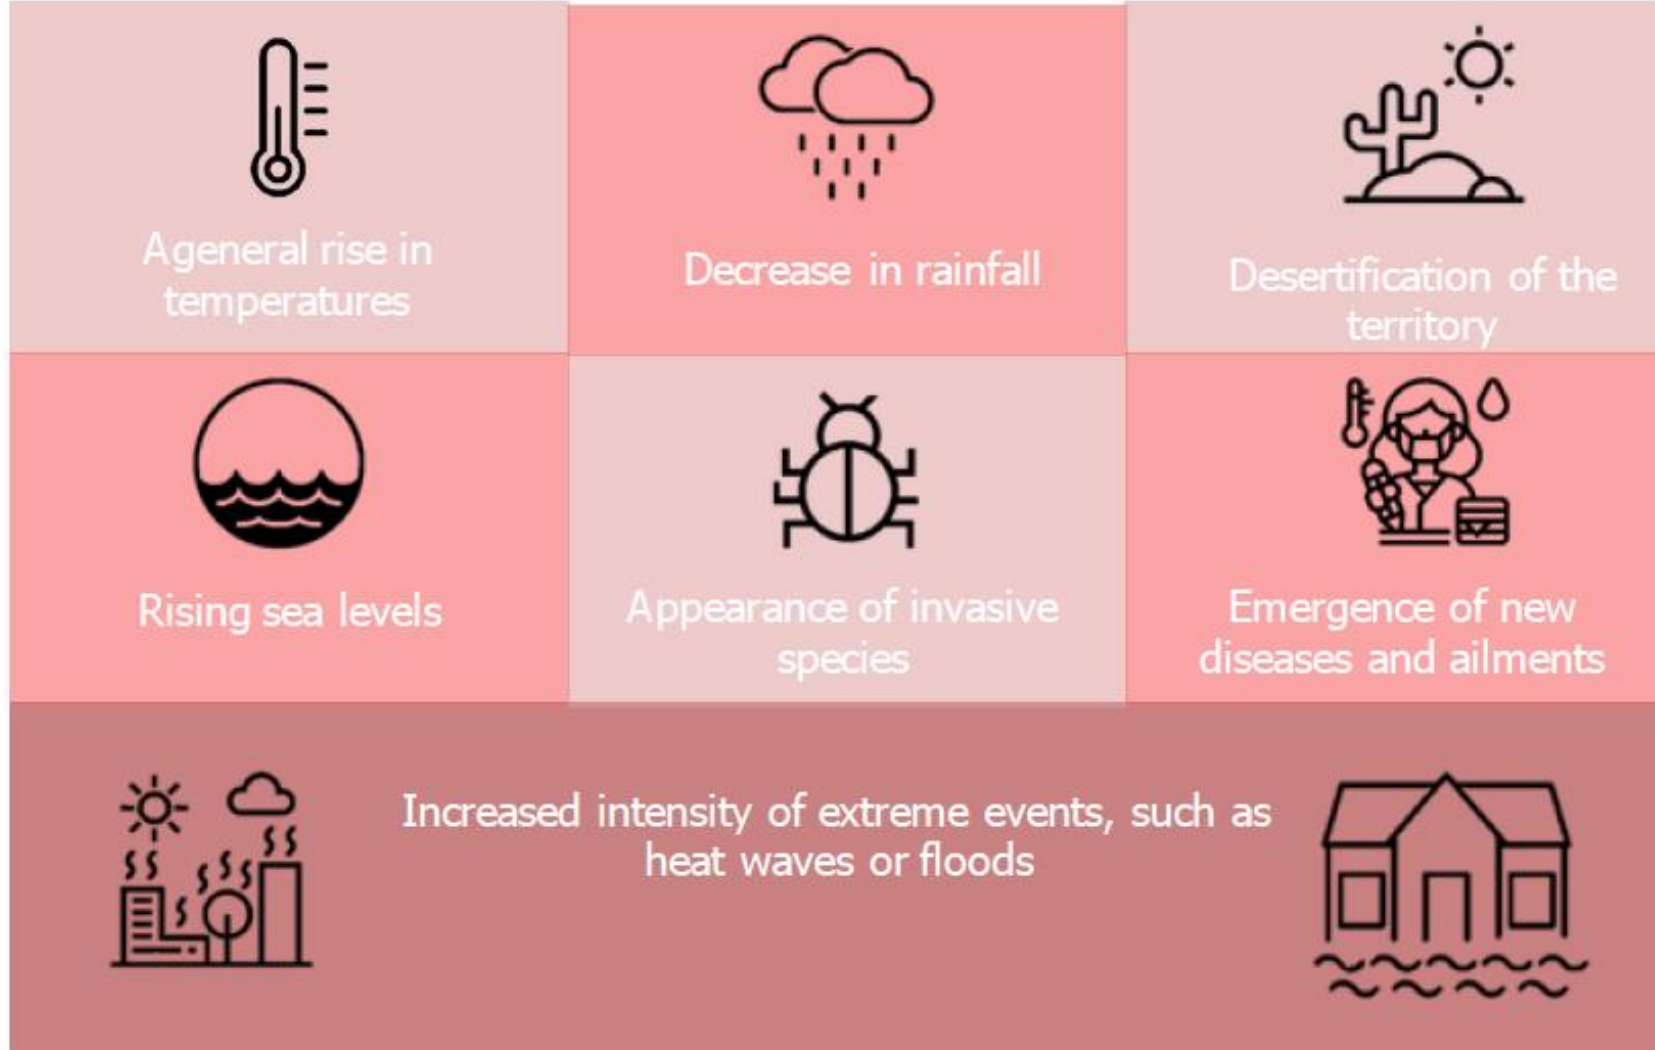 Ageneral rise in
temperatures
Decrease in rainfall
Desertification of the
territory
Rising sea levels
Appearance of invasive
species
Emergence of new
diseases and ailments
Increased intensity of extreme events, such as
heat waves or floods